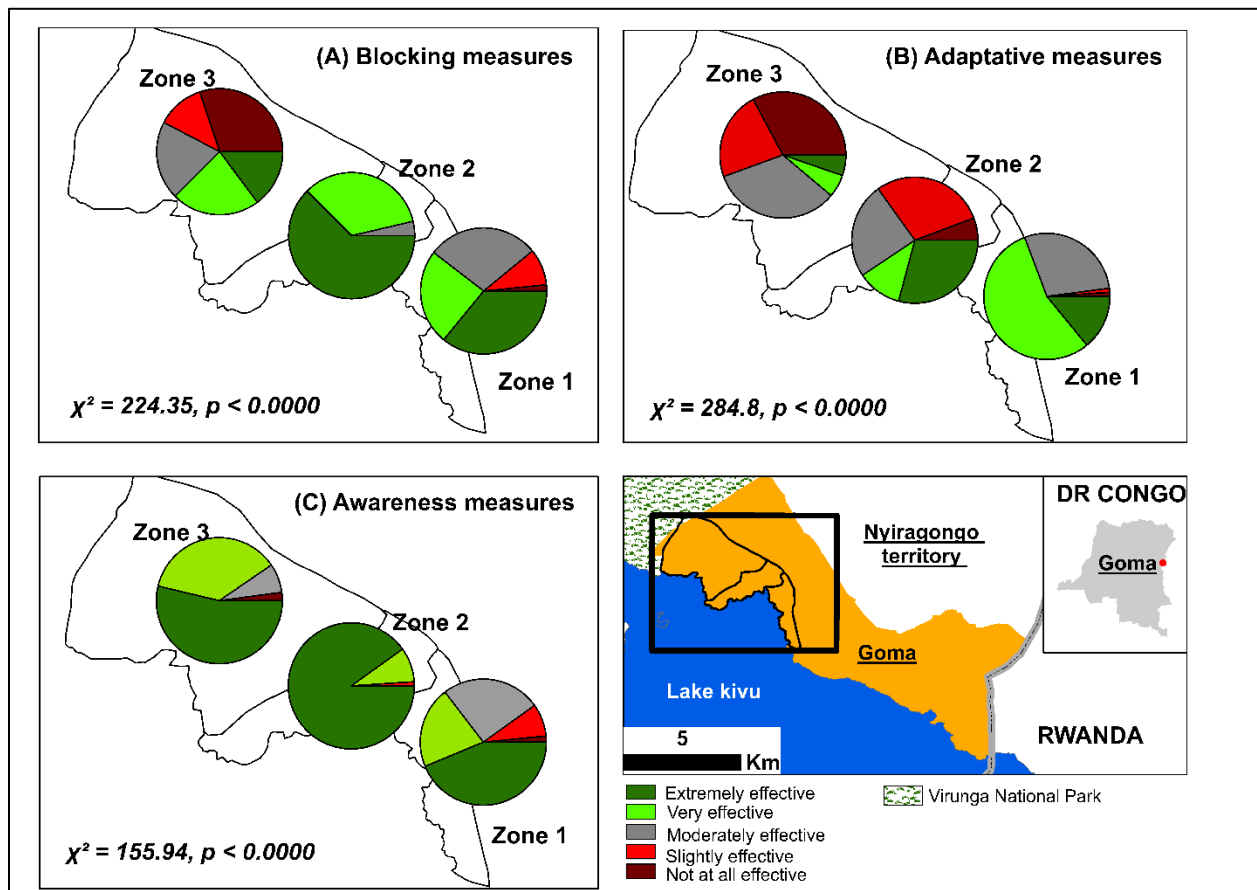 (A) Blocking measures
Zone 3
Zone 2
Zone 1
χ² = 224.35, p < 0.0000
(B) Adaptative measures
Zone 3
Zone 2
Zone 1
χ² = 284.8, p < 0.0000
(C) Awareness measures
Zone 3
Zone 2
Zone 1
χ² = 155.94, p < 0.0000
DR CONGO
Goma
Nyiragongo
territory
Goma
Lake kivu
RWANDA
5
Km
Extremely effective
Very effective
Moderately effective
Slightly effective
Not at all effective
Virunga National Park